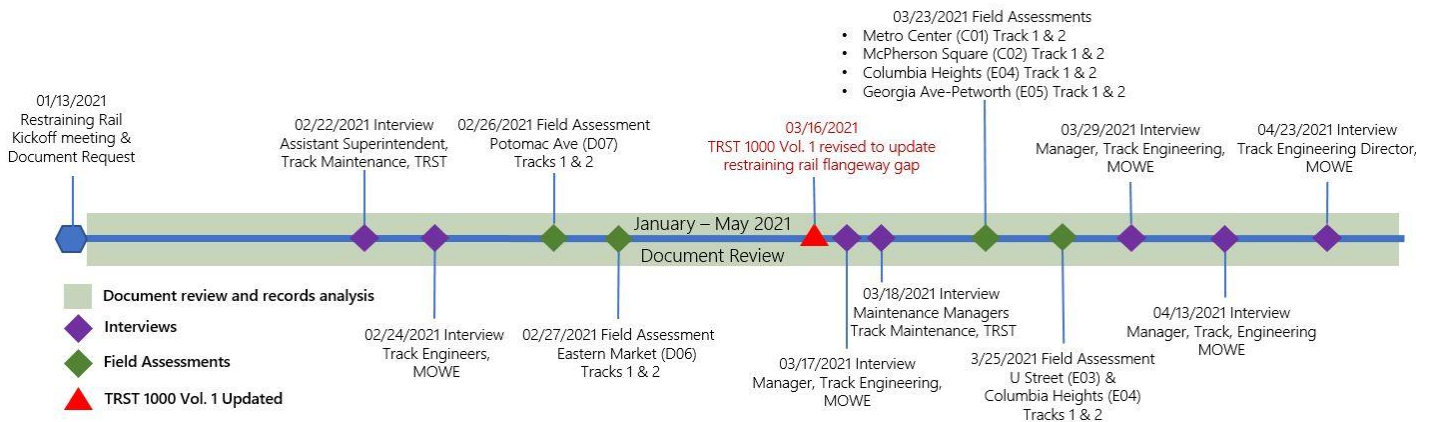 01/13/2021
Restraining Rail
Kickoff meeting &
Document Request
02/22/2021 Interview
Assistant Superintendent,
Track Maintenance, TRST
02/26/2021 Field Assessment
Potomac Ave (D07)
Tracks 1 & 2
03/16/2021
TRST 1000 Vol. 1 revised to update
restraining rail flangeway gap
03/23/2021 Field Assessments
• Metro Center (C01) Track 1 & 2
• McPherson Square (C02) Track 1 & 2
• Columbia Heights (E04) Track 1 & 2
• Georgia Ave-Petworth (E05) Track 1 & 2
03/29/2021 Interview
Manager, Track Engineering,
MOWE
04/23/2021 Interview
Track Engineering Director,
MOWE
January – May 2021
Document Review
Document review and records analysis
Interviews
Field Assessments
TRST 1000 Vol. 1 Updated
02/24/2021 Interview
Track Engineers,
MOWE
02/27/2021 Field Assessment
Eastern Market (D06)
Tracks 1 & 2
03/17/2021 Interview
Manager, Track Engineering,
MOWE
03/18/2021 Interview
Maintenance Managers
Track Maintenance, TRST
3/25/2021 Field Assessment
U Street (E03) &
Columbia Heights (E04)
Tracks 1 & 2
04/13/2021 Interview
Manager, Track, Engineering
MOWE